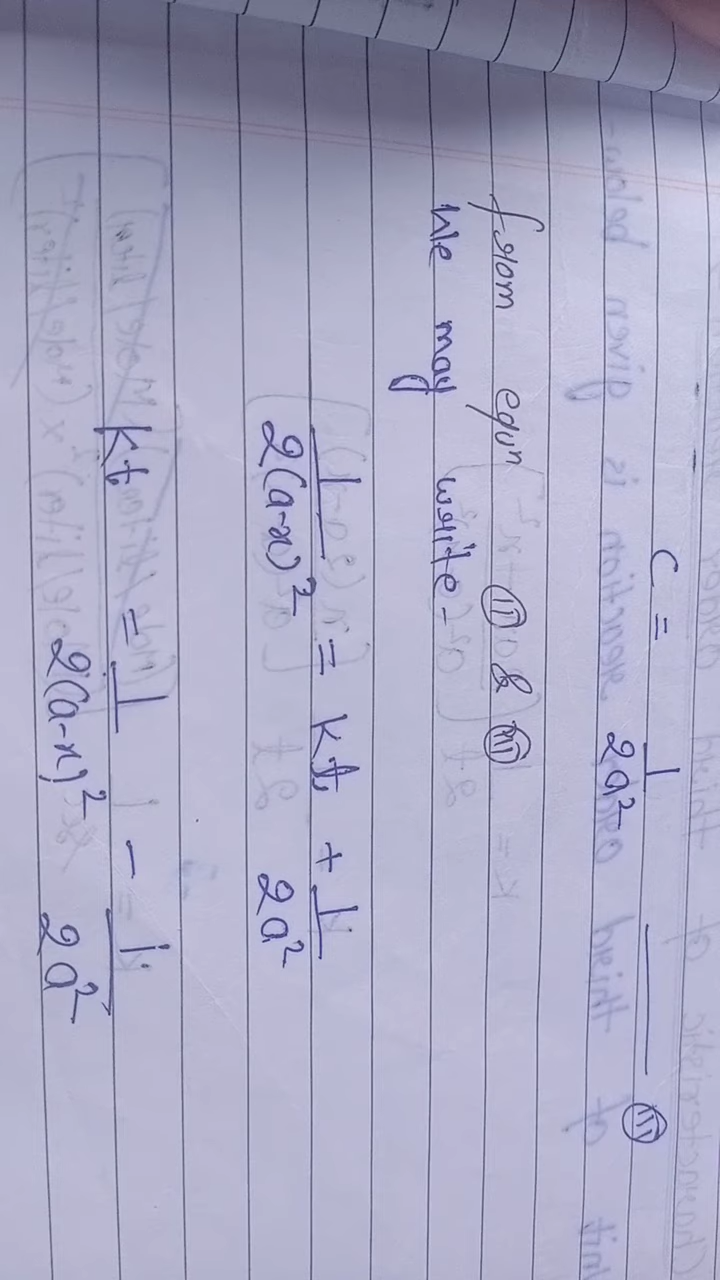 C = 1/2a² —— (III)
from eqn (II) & (III)
we may write-
1/2(a-x)² = kt + 1/2a²
kt = 1/2(a-x)² - 1/2a²